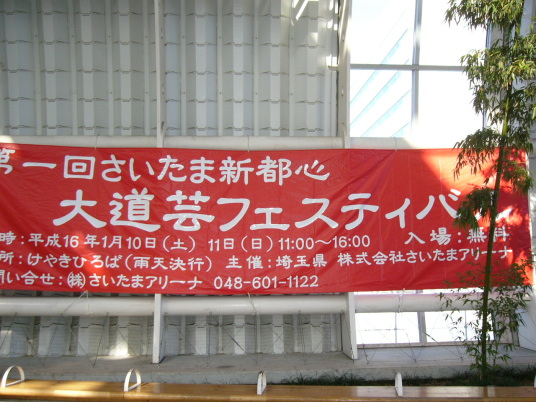 第一回さいたま新都心
大道芸フェスティバ
時：平成16年1月10日(土) 11日(日) 11:00～16:00 入場：無料
所：けやきひろば(雨天決行) 主催：埼玉県 株式会社さいたまアリーナ
問い合せ：㈱さいたまアリーナ 048-601-1122